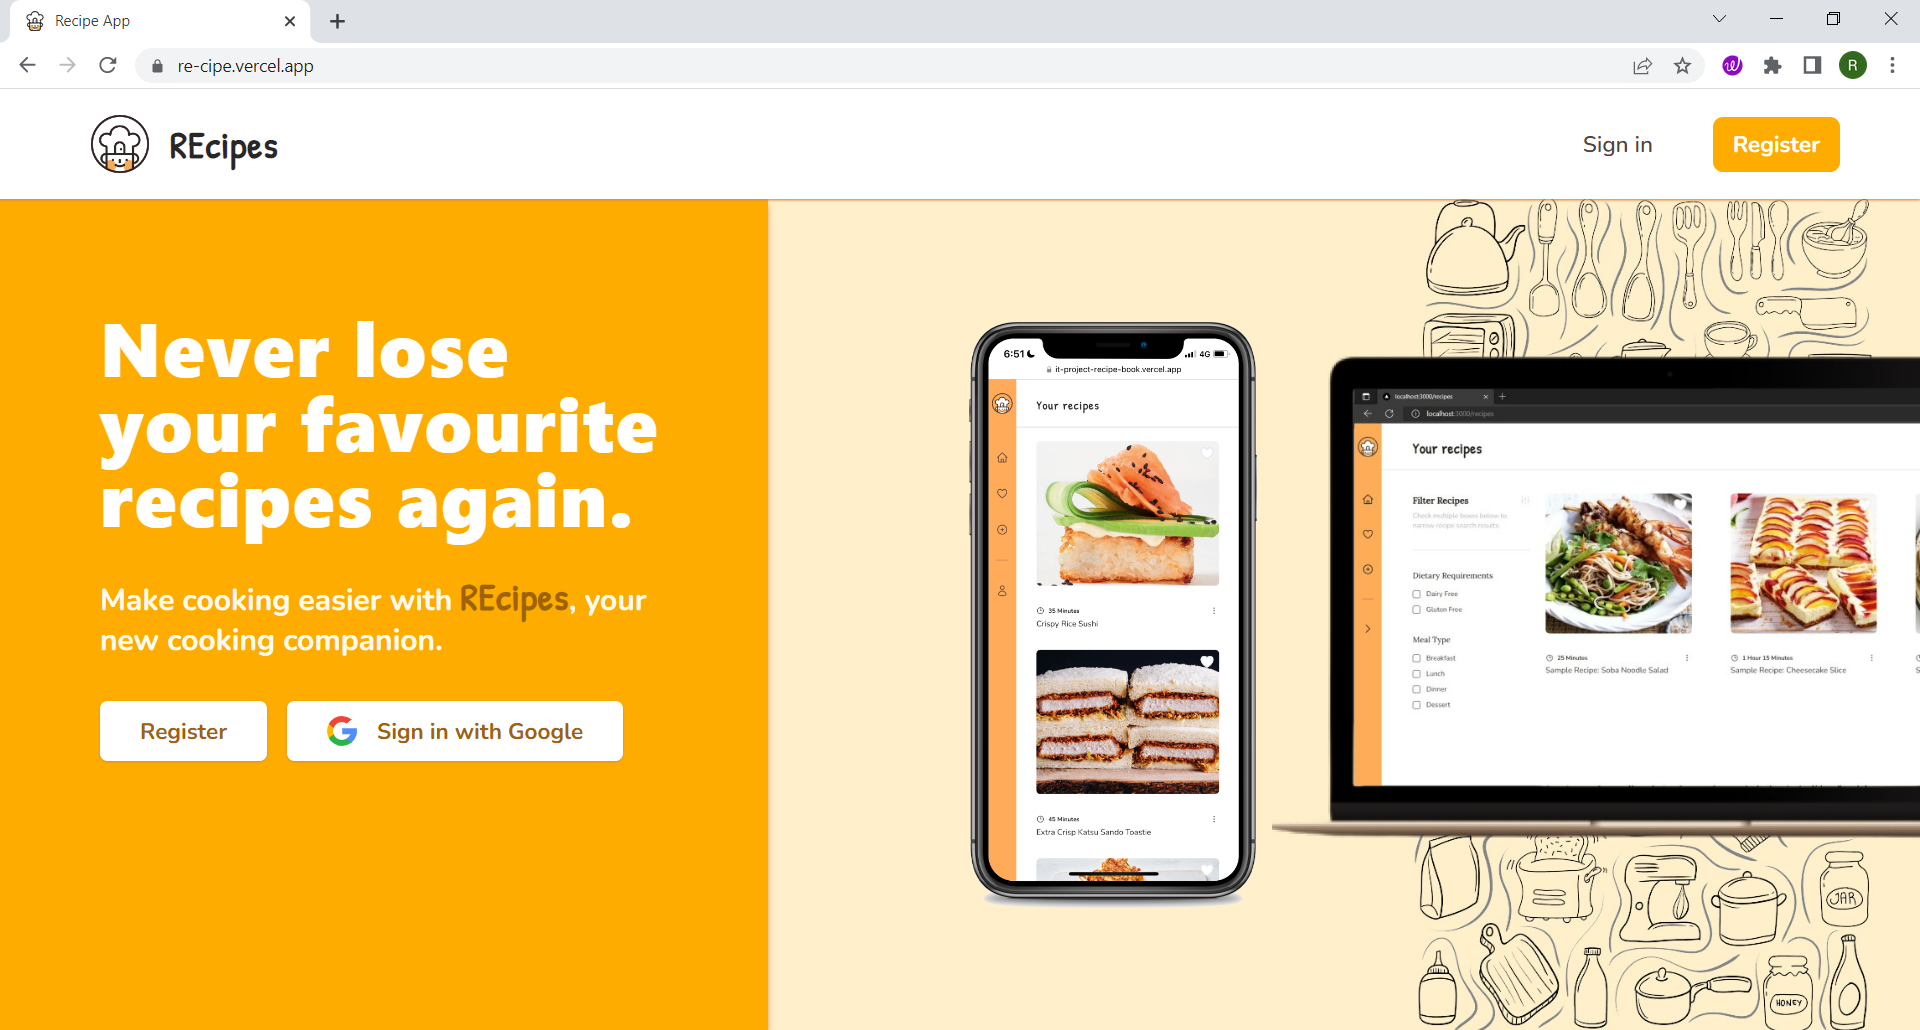 Recipe App
re-cipe.vercel.app
R
REcipes
Sign in
Register
Never lose
your favourite
recipes again.
Make cooking easier with REcipes, your
new cooking companion.
Register
Sign in with Google
6:51
4G
it-project-recipe-book.vercel.app
Your recipes
35 Minutes
Crispy Rice Sushi
45 Minutes
Extra Crisp Katsu Sando Toastie
localhost:3000/recipes
localhost:3000/recipes
Your recipes
Filter Recipes
Check multiple boxes below to
narrow recipe search results.
Dietary Requirements
Dairy Free
Gluten Free
Meal Type
Breakfast
Lunch
Dinner
Dessert
25 Minutes
Sample Recipe: Soba Noodle Salad
1 Hour 15 Minutes
Sample Recipe: Cheesecake Slice
JAR
HONEY